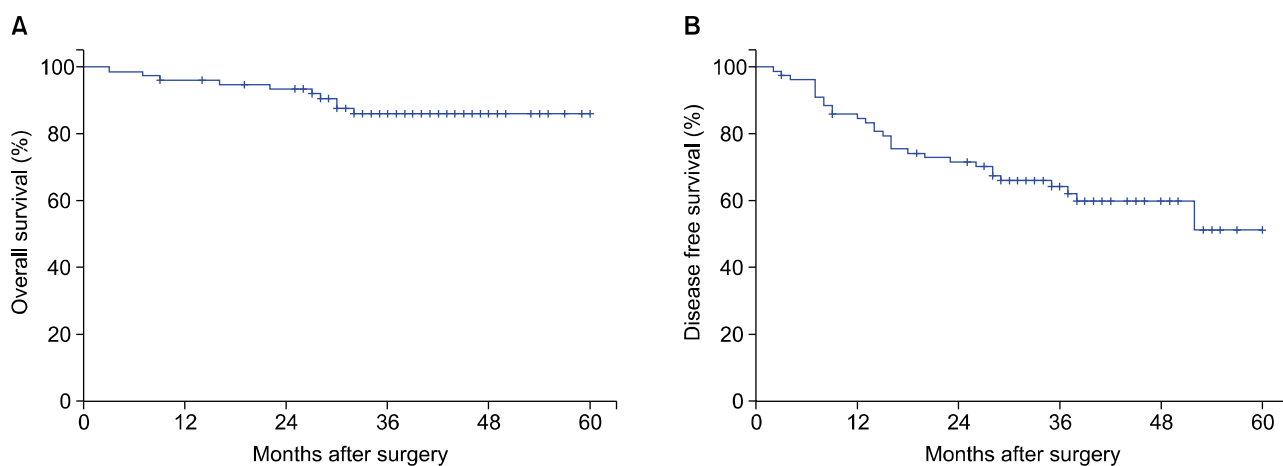 A
Overall survival (%)
100
80
60
40
20
0
0 12 24 36 48 60
Months after surgery
B
Disease free survival (%)
100
80
60
40
20
0
0 12 24 36 48 60
Months after surgery